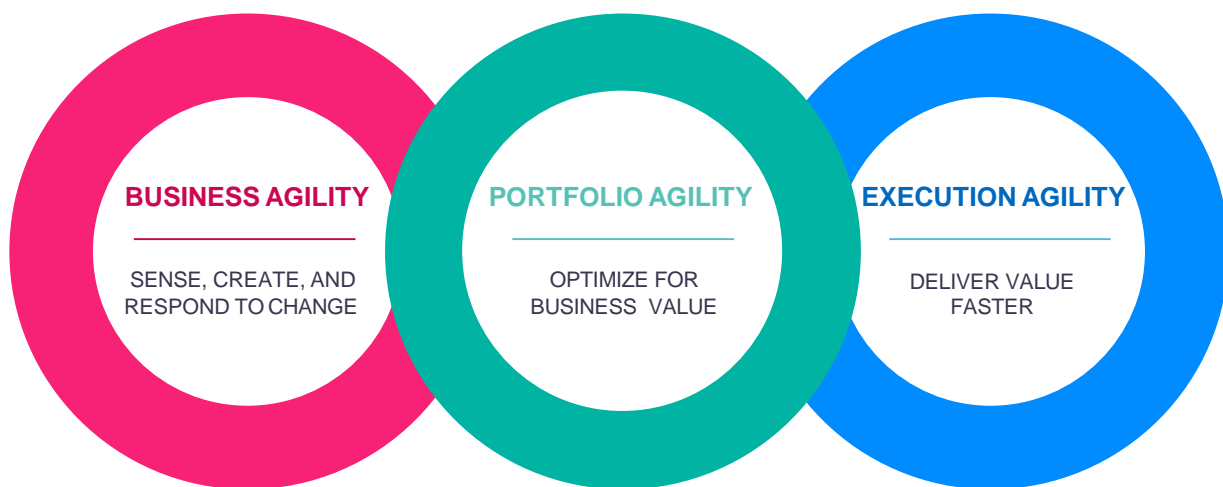 BUSINESS AGILITY
SENSE, CREATE, AND
RESPOND TO CHANGE
PORTFOLIO AGILITY
OPTIMIZE FOR
BUSINESS VALUE
EXECUTION AGILITY
DELIVER VALUE
FASTER